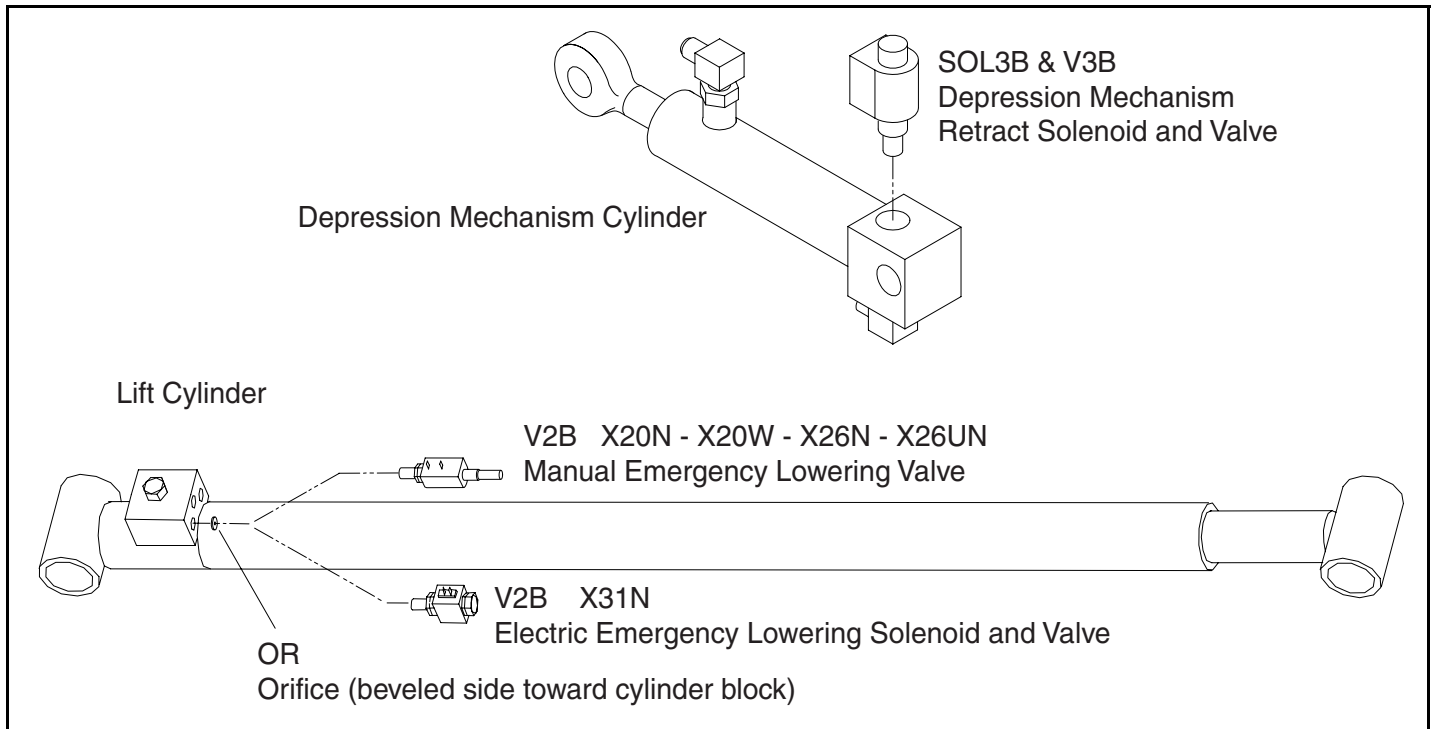 SOL3B & V3B
Depression Mechanism
Retract Solenoid and Valve
Depression Mechanism Cylinder
Lift Cylinder
V2B X20N - X20W - X26N - X26UN
Manual Emergency Lowering Valve
V2B X31N
Electric Emergency Lowering Solenoid and Valve
OR
Orifice (beveled side toward cylinder block)